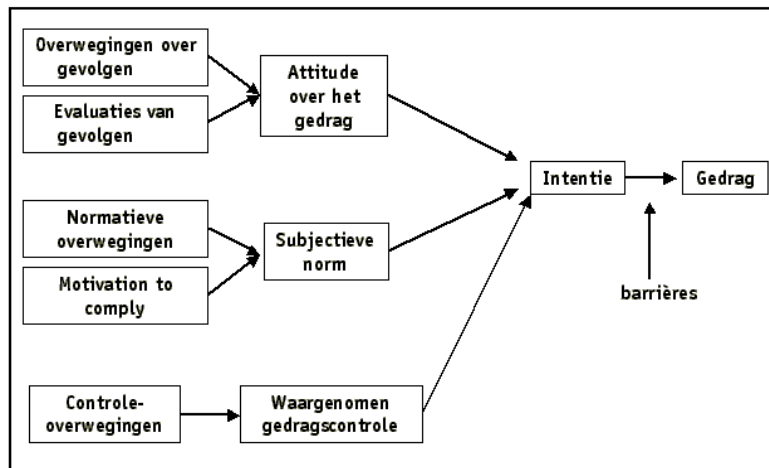 Overwegingen over
gevolgen
Evaluaties van
gevolgen
Attitude
over het
gedrag
Intentie
Gedrag
Normatieve
overwegingen
Motivation to
comply
Subjectieve
norm
barrières
Controle-
overwegingen
Waargenomen
gedragscontrole